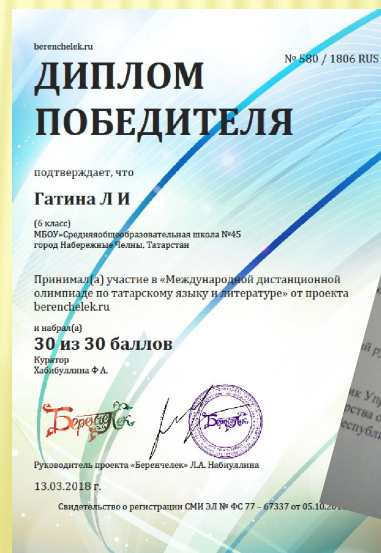 berenchelek.ru
№ 580 / 1806 RUS
ДИПЛОМ
ПОБЕДИТЕЛЯ
подтверждает, что
Гатина Л И
(6 класс)
МБОУ»Средняяобщеобразовательная школа №45
город Набережные Челны, Татарстан
Принимал(а) участие в «Международной дистанционной
олимпиаде по татарскому языку и литературе» от проекта
berenchelek.ru
и набрал(а)
30 из 30 баллов
Куратор
Хабибуллина Ф А.
Беренчелек
Беренчелек
Руководитель проекта «Беренчелек» Л.А. Набиуллина
13.03.2018 г.
Свидетельство о регистрации СМИ ЭЛ № ФС 77 – 67337 от 05.10.